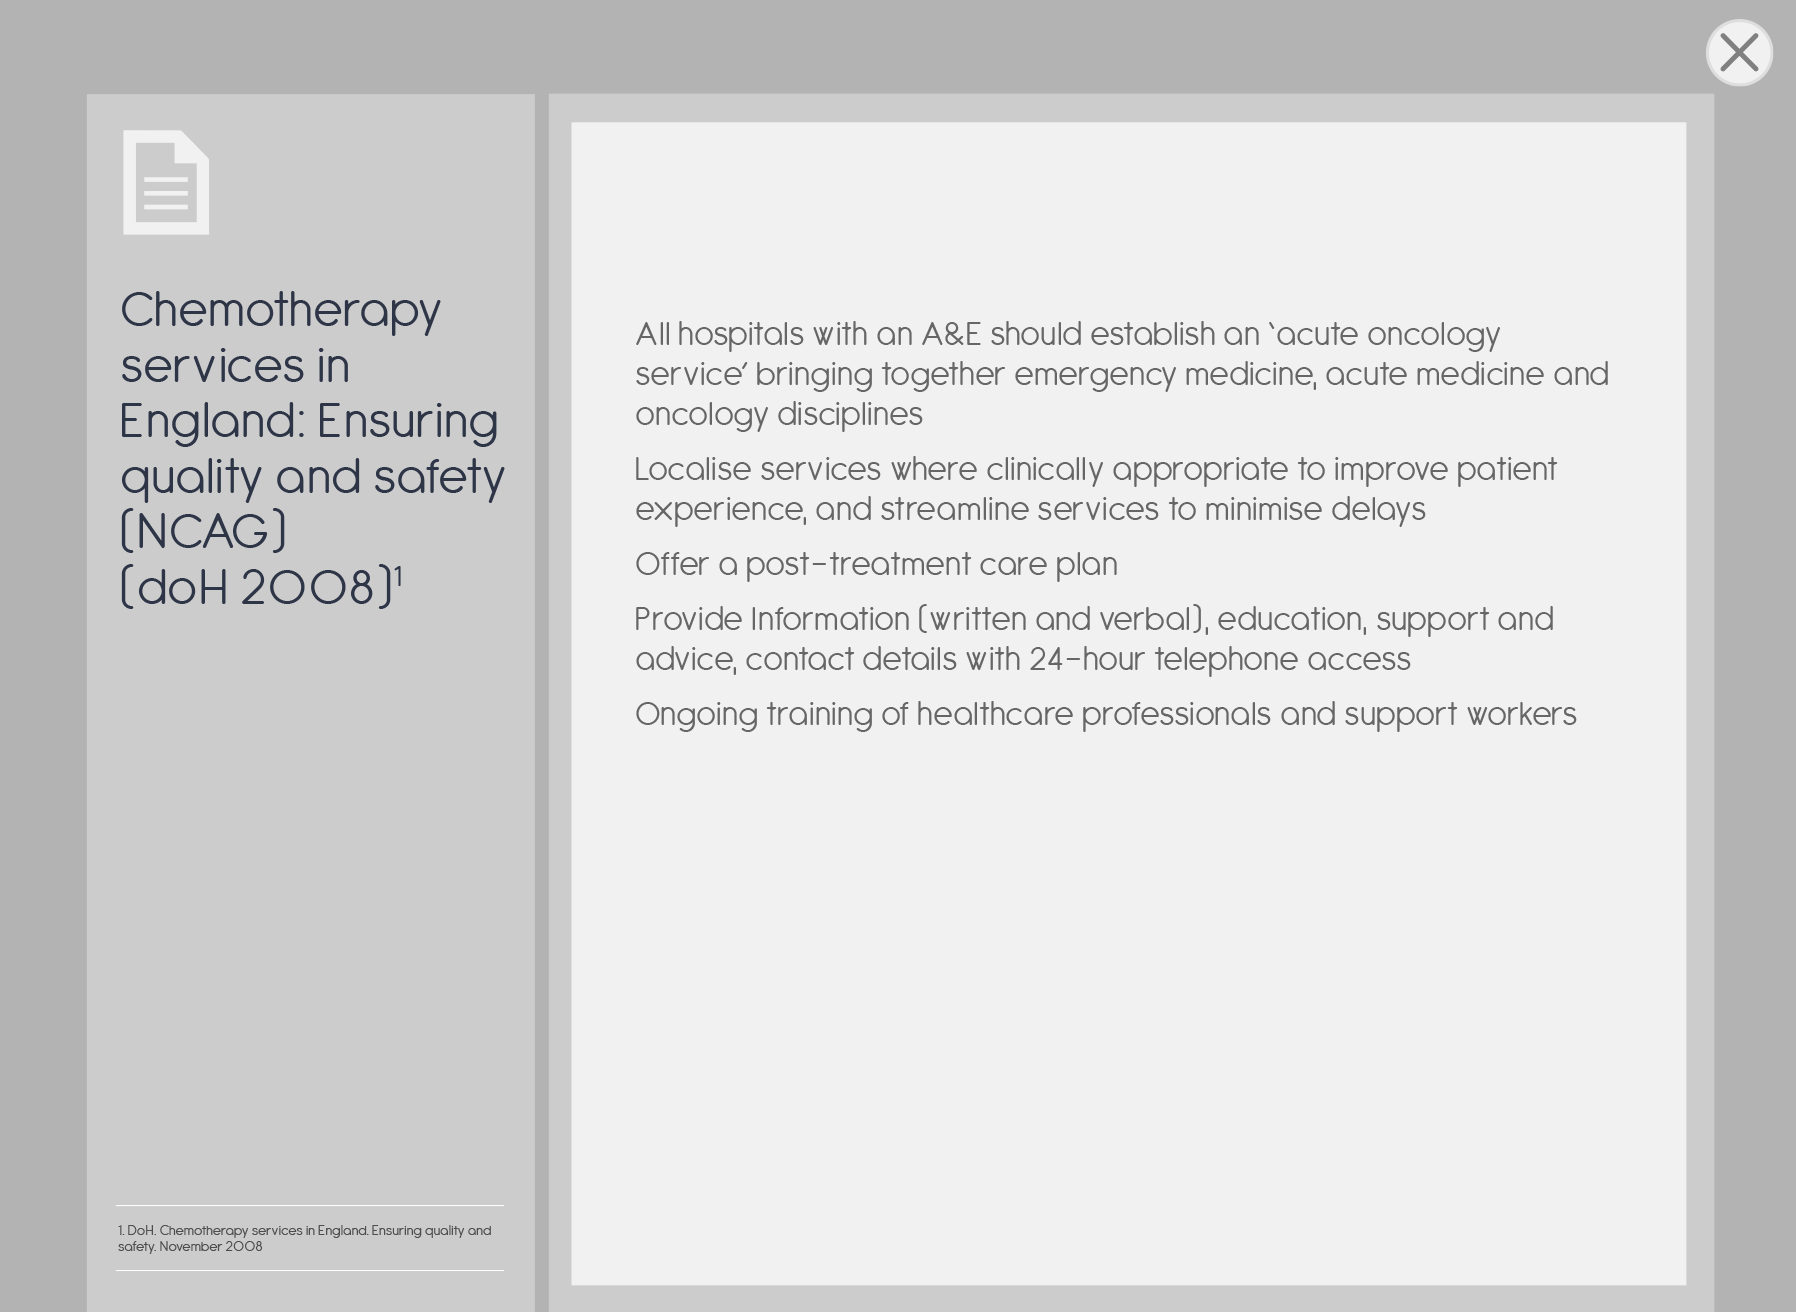 Chemotherapy
services in
England: Ensuring
quality and safety
(NCAG)
(doH 2008)¹
All hospitals with an A&E should establish an ‘acute oncology
service’ bringing together emergency medicine, acute medicine and
oncology disciplines
Localise services where clinically appropriate to improve patient
experience, and streamline services to minimise delays
Offer a post-treatment care plan
Provide Information (written and verbal), education, support and
advice, contact details with 24-hour telephone access
Ongoing training of healthcare professionals and support workers
1. DoH. Chemotherapy services in England. Ensuring quality and
safety. November 2008